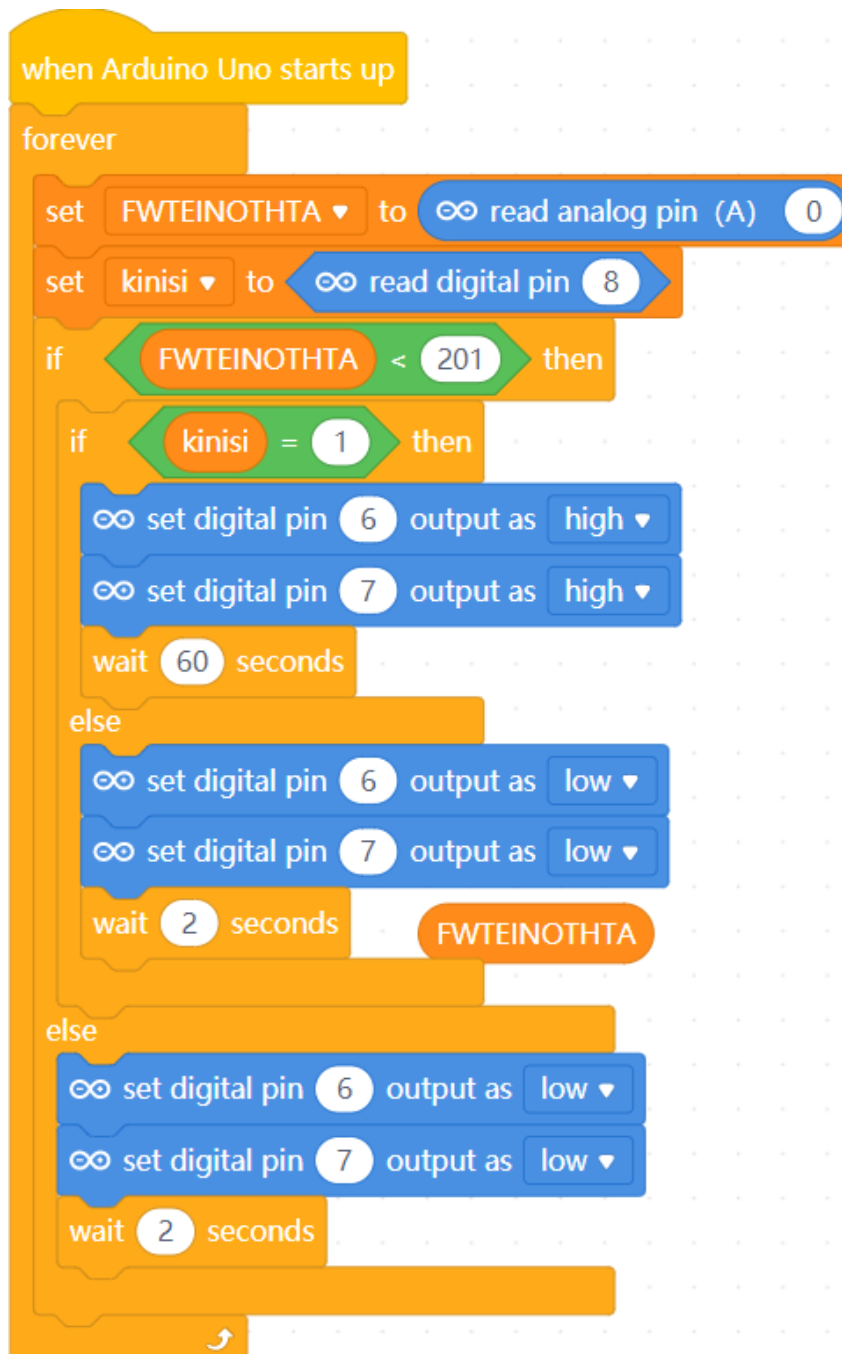 when Arduino Uno starts up
forever
set FWTEINOTHTA to read analog pin (A) 0
set kinisi to read digital pin 8
if FWTEINOTHTA < 201 then
if kinisi = 1 then
set digital pin 6 output as high
set digital pin 7 output as high
wait 60 seconds
else
set digital pin 6 output as low
set digital pin 7 output as low
wait 2 seconds
FWTEINOTHTA
else
set digital pin 6 output as low
set digital pin 7 output as low
wait 2 seconds